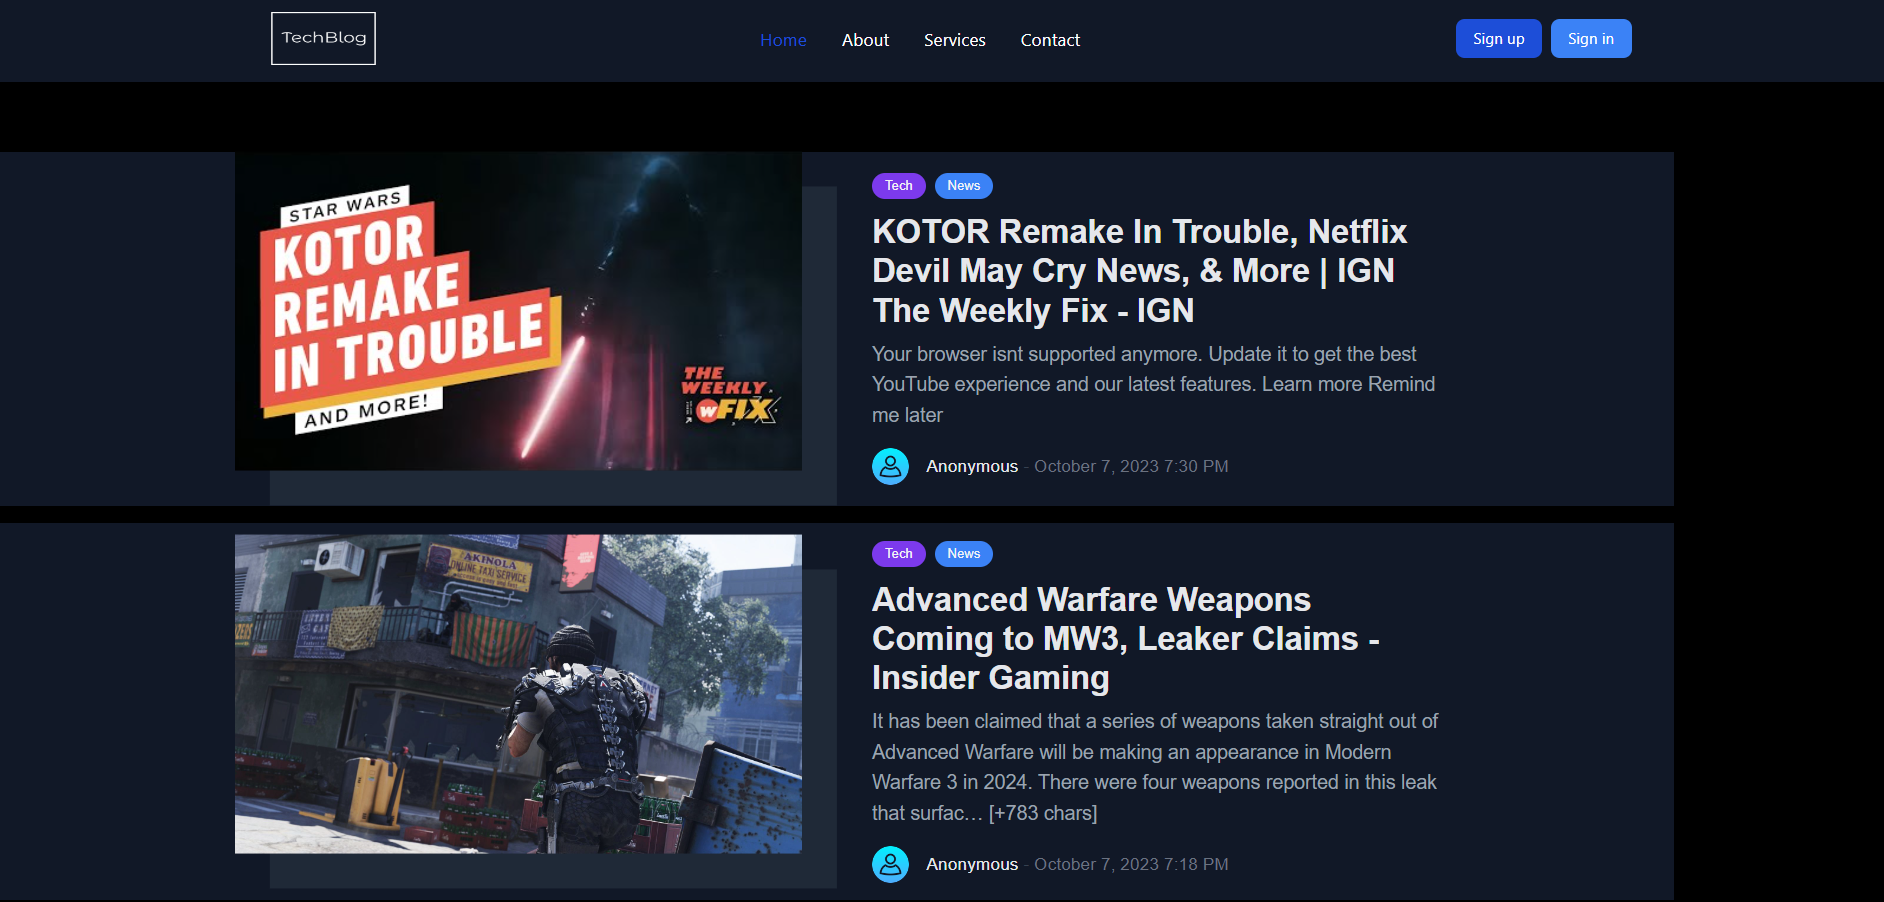 TechBlog
Home
About
Services
Contact
Sign up
Sign in
STAR WARS
KOTOR
REMAKE
IN TROUBLE
AND MORE!
THE
WEEKLY
wFIX
Tech
News
KOTOR Remake In Trouble, Netflix
Devil May Cry News, & More | IGN
The Weekly Fix - IGN
Your browser isnt supported anymore. Update it to get the best
YouTube experience and our latest features. Learn more Remind
me later
Anonymous - October 7, 2023 7:30 PM
AKINOLA
ONLINE TAXI SERVICE
Tech
News
Advanced Warfare Weapons
Coming to MW3, Leaker Claims -
Insider Gaming
It has been claimed that a series of weapons taken straight out of
Advanced Warfare will be making an appearance in Modern
Warfare 3 in 2024. There were four weapons reported in this leak
that surfac… [+783 chars]
Anonymous - October 7, 2023 7:18 PM